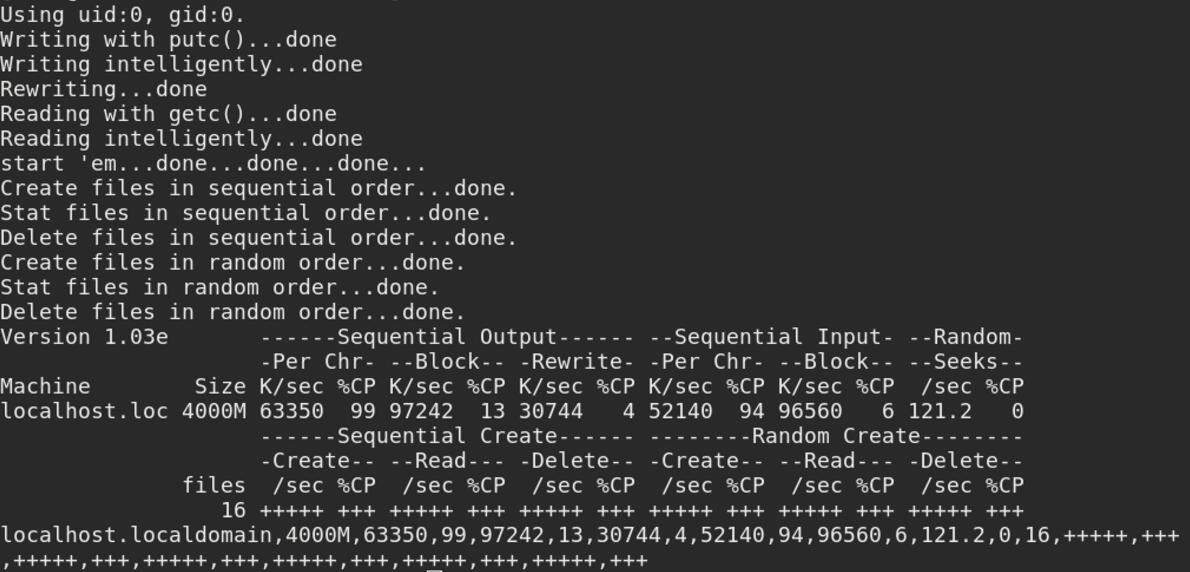 Using uid:0, gid:0.
Writing with putc()...done
Writing intelligently...done
Rewriting...done
Reading with getc()...done
Reading intelligently...done
start 'em...done...done...done...
Create files in sequential order...done.
Stat files in sequential order...done.
Delete files in sequential order...done.
Create files in random order...done.
Stat files in random order...done.
Delete files in random order...done.
Version 1.03e       ------Sequential Output------ --Sequential Input- --Random-
                    -Per Chr- --Block-- -Rewrite- -Per Chr- --Block-- --Seeks--
Machine        Size K/sec %CP K/sec %CP K/sec %CP K/sec %CP K/sec %CP  /sec %CP
localhost.loc 4000M 63350  99 97242  13 30744   4 52140  94 96560   6 121.2   0
                    ------Sequential Create------ --------Random Create--------
                    -Create-- --Read--- -Delete-- -Create-- --Read--- -Delete--
              files  /sec %CP  /sec %CP  /sec %CP  /sec %CP  /sec %CP  /sec %CP
                 16 +++++ +++ +++++ +++ +++++ +++ +++++ +++ +++++ +++ +++++ +++
localhost.localdomain,4000M,63350,99,97242,13,30744,4,52140,94,96560,6,121.2,0,16,+++++,+++
,+++++,+++,+++++,+++,+++++,+++,+++++,+++,+++++,+++